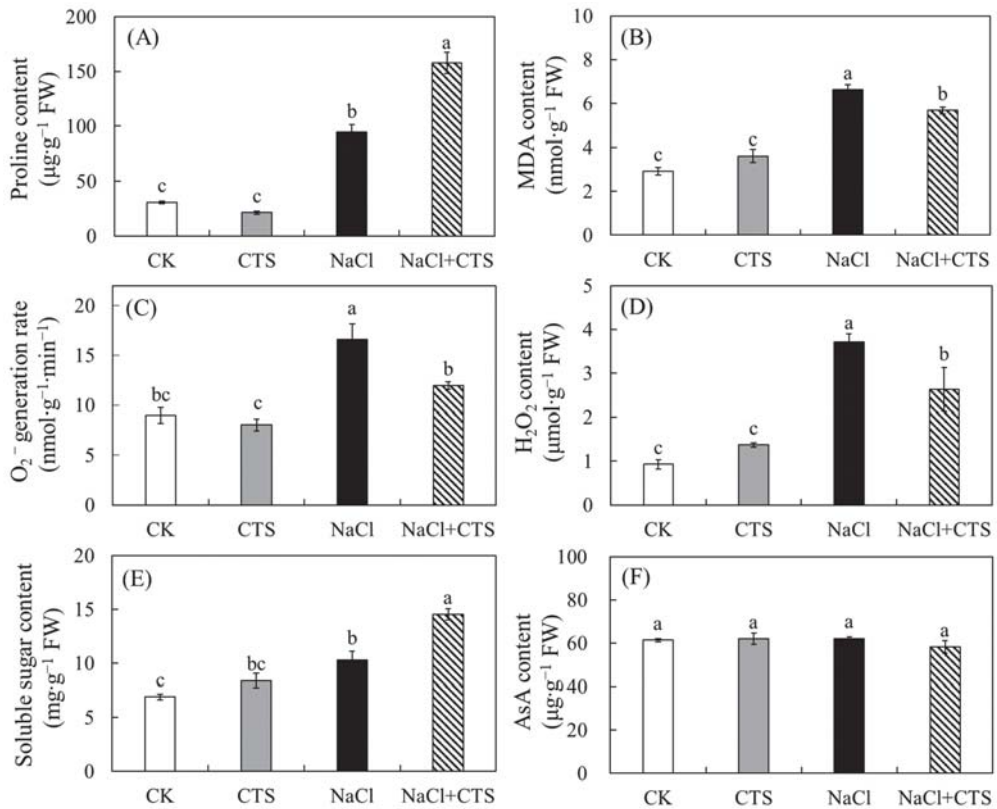 (A)
Proline content
(μg·g⁻¹ FW)
200
150
100
50
0
c
c
b
a
CK
CTS
NaCl
NaCl+CTS
(B)
MDA content
(nmol·g⁻¹ FW)
10
8
6
4
2
0
c
c
a
b
CK
CTS
NaCl
NaCl+CTS
(C)
O₂⁻ generation rate
(nmol·g⁻¹·min⁻¹)
20
15
10
5
0
bc
c
a
b
CK
CTS
NaCl
NaCl+CTS
(D)
H₂O₂ content
(μmol·g⁻¹ FW)
5
4
3
2
1
0
c
c
a
b
CK
CTS
NaCl
NaCl+CTS
(E)
Soluble sugar content
(mg·g⁻¹ FW)
20
15
10
5
0
c
bc
b
a
CK
CTS
NaCl
NaCl+CTS
(F)
AsA content
(μg·g⁻¹ FW)
100
80
60
40
20
0
a
a
a
a
CK
CTS
NaCl
NaCl+CTS